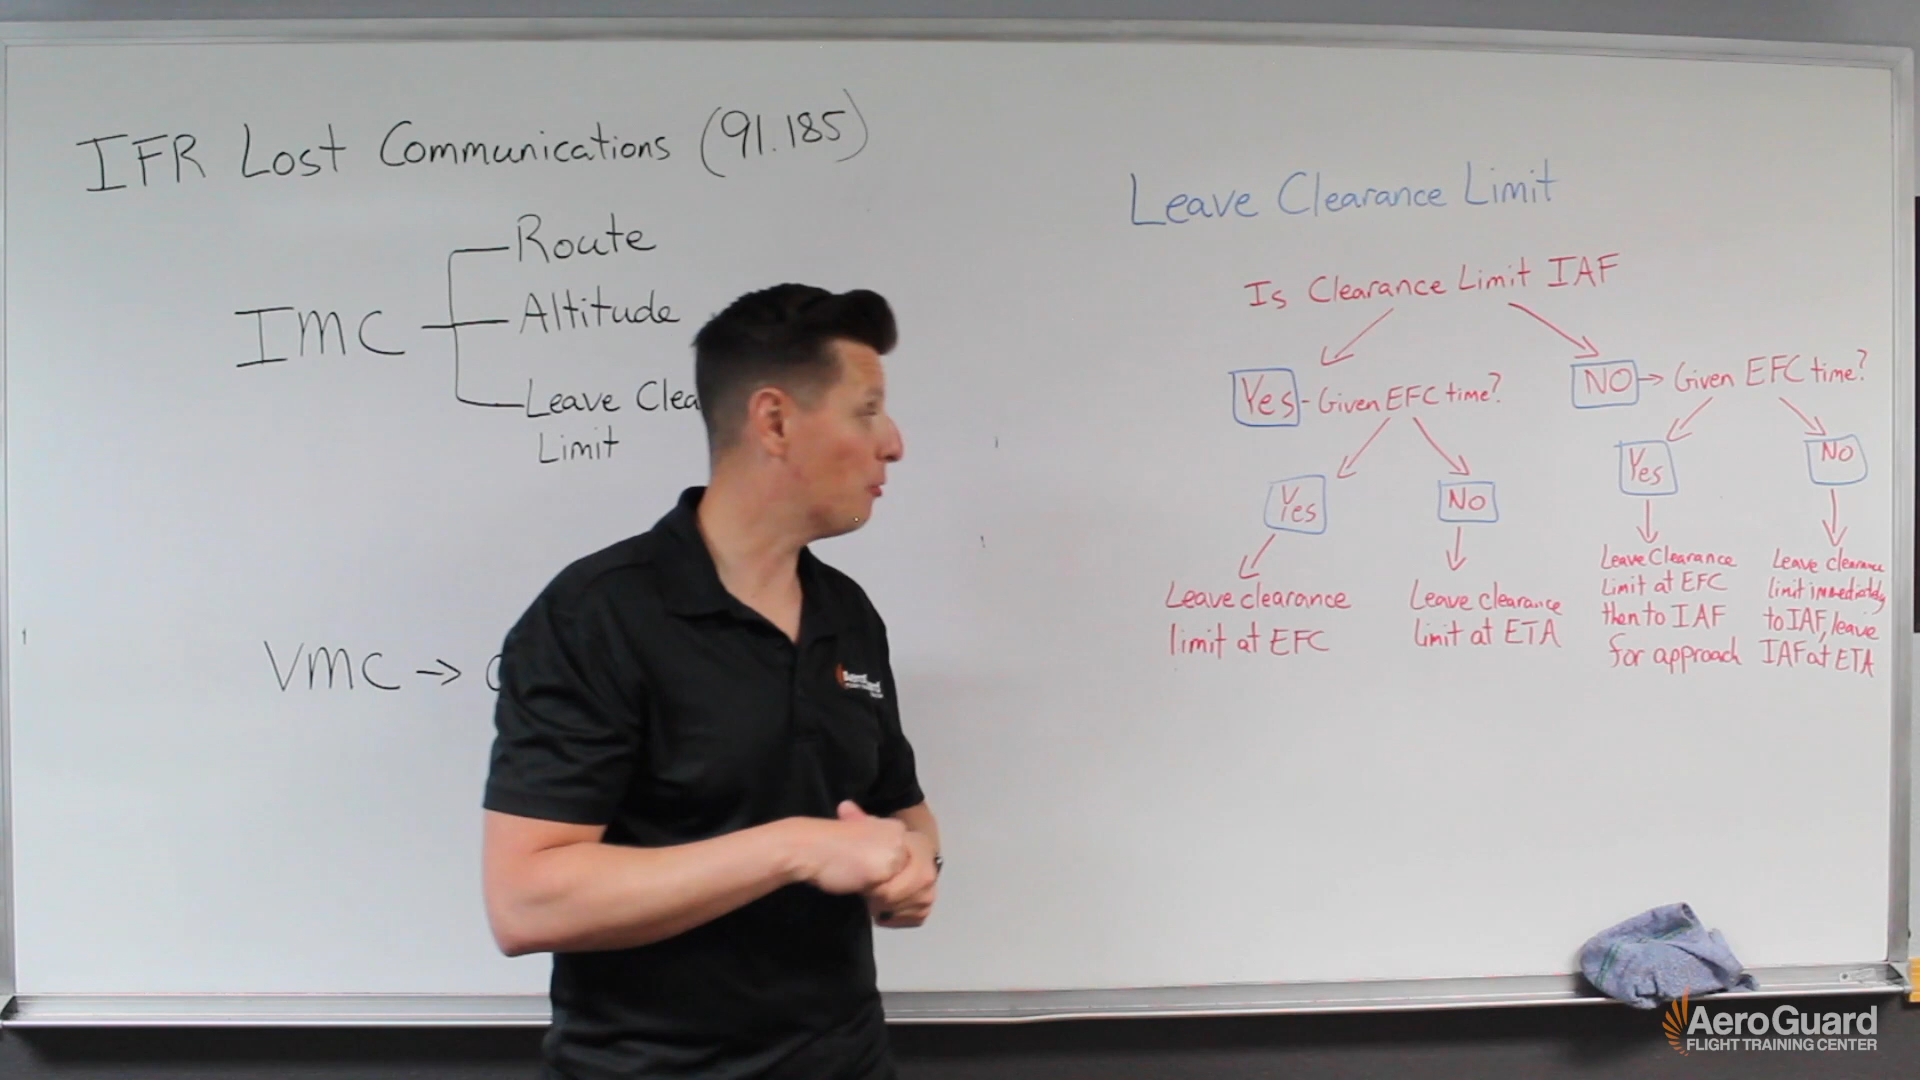 IFR Lost Communications (91.185)
IMC
Route
Altitude
Leave Clea
Limit
VMC →
Leave Clearance Limit
Is Clearance Limit IAF
Yes - Given EFC time?
NO → Given EFC time?
Yes
NO
Yes
NO
Leave clearance
limit at EFC
Leave clearance
limit at ETA
Leave Clearance
Limit at EFC
then to IAF
for approach
Leave clearance
limit immediately
to IAF, leave
IAF at ETA
AeroGuard
FLIGHT TRAINING CENTER